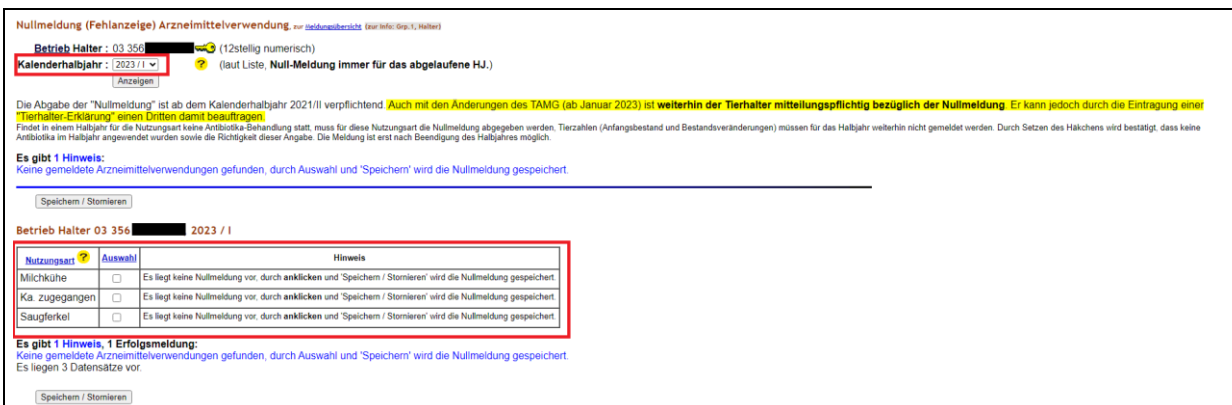 Nullmeldung (Fehlanzeige) Arzneimittelverwendung, zur Meldungsübersicht (zur Info: Grp.1, Halter)
Betrieb Halter : 03 356 (12stellig numerisch)
Kalenderhalbjahr : 2023 / I ? (laut Liste, Null-Meldung immer für das abgelaufene HJ.)
Anzeigen
Die Abgabe der "Nullmeldung" ist ab dem Kalenderhalbjahr 2021/II verpflichtend. Auch mit den Änderungen des TAMG (ab Januar 2023) ist weiterhin der Tierhalter mitteilungspflichtig bezüglich der Nullmeldung. Er kann jedoch durch die Eintragung einer
"Tierhalter-Erklärung" einen Dritten damit beauftragen.
Findet in einem Halbjahr für die Nutzungsart keine Antibiotika-Behandlung statt, muss für diese Nutzungsart die Nullmeldung abgegeben werden. Tierzahlen (Anfangsbestand und Bestandsveränderungen) müssen für das Halbjahr weiterhin nicht gemeldet werden. Durch Setzen des Häkchens wird bestätigt, dass keine
Antibiotika im Halbjahr angewendet wurden sowie die Richtigkeit dieser Angabe. Die Meldung ist erst nach Beendigung des Halbjahres möglich.
Es gibt 1 Hinweis:
Keine gemeldete Arzneimittelverwendungen gefunden, durch Auswahl und 'Speichern' wird die Nullmeldung gespeichert.
Speichern / Stornieren
Betrieb Halter 03 356 2023 / I
Nutzungsart ? Auswahl Hinweis
Milchkühe Es liegt keine Nullmeldung vor, durch anklicken und 'Speichern / Stornieren' wird die Nullmeldung gespeichert.
Ka. zugegangen Es liegt keine Nullmeldung vor, durch anklicken und 'Speichern / Stornieren' wird die Nullmeldung gespeichert.
Saugferkel Es liegt keine Nullmeldung vor, durch anklicken und 'Speichern / Stornieren' wird die Nullmeldung gespeichert.
Es gibt 1 Hinweis, 1 Erfolgsmeldung:
Keine gemeldete Arzneimittelverwendungen gefunden, durch Auswahl und 'Speichern' wird die Nullmeldung gespeichert.
Es liegen 3 Datensätze vor.
Speichern / Stornieren